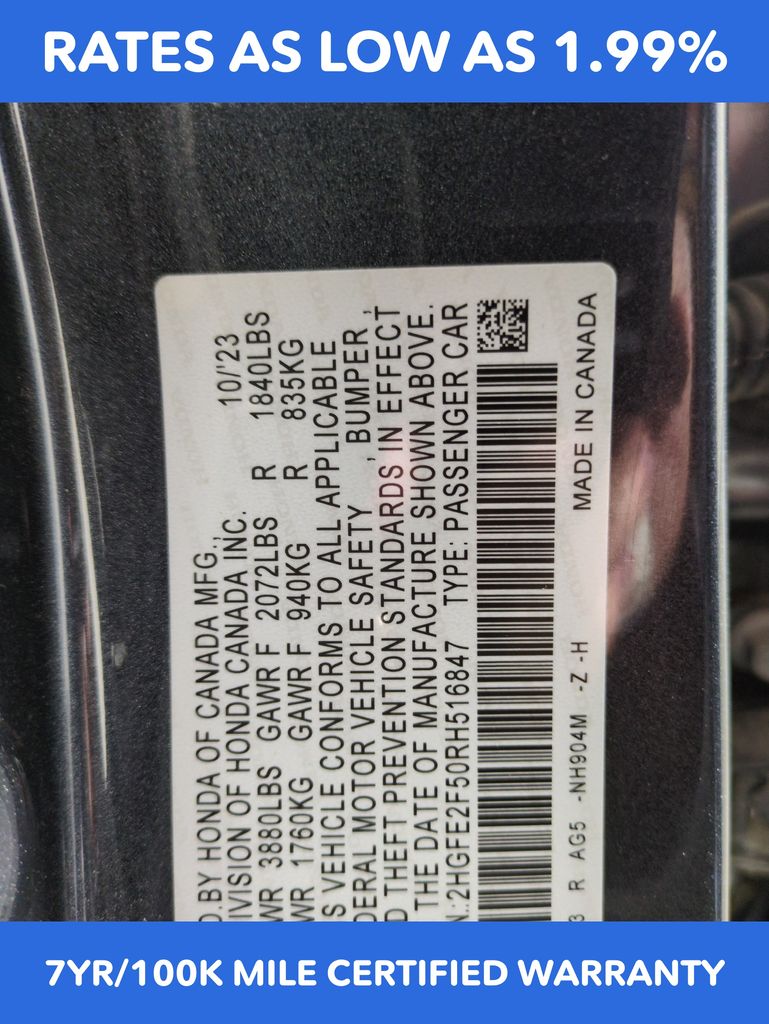 RATES AS LOW AS 1.99%
D.BY HONDA OF CANADA MFG.,
IVISION OF HONDA CANADA INC. 10/'23
WR 3880LBS GAWR F 2072LBS R 1840LBS
WR 1760KG GAWR F 940KG R 835KG
S VEHICLE CONFORMS TO ALL APPLICABLE
DERAL MOTOR VEHICLE SAFETY , BUMPER ,
D THEFT PREVENTION STANDARDS IN EFFECT
THE DATE OF MANUFACTURE SHOWN ABOVE.
N.:2HGFE2F50RH516847 TYPE: PASSENGER CAR
3 R AG5 -NH904M -Z -H MADE IN CANADA
7YR/100K MILE CERTIFIED WARRANTY